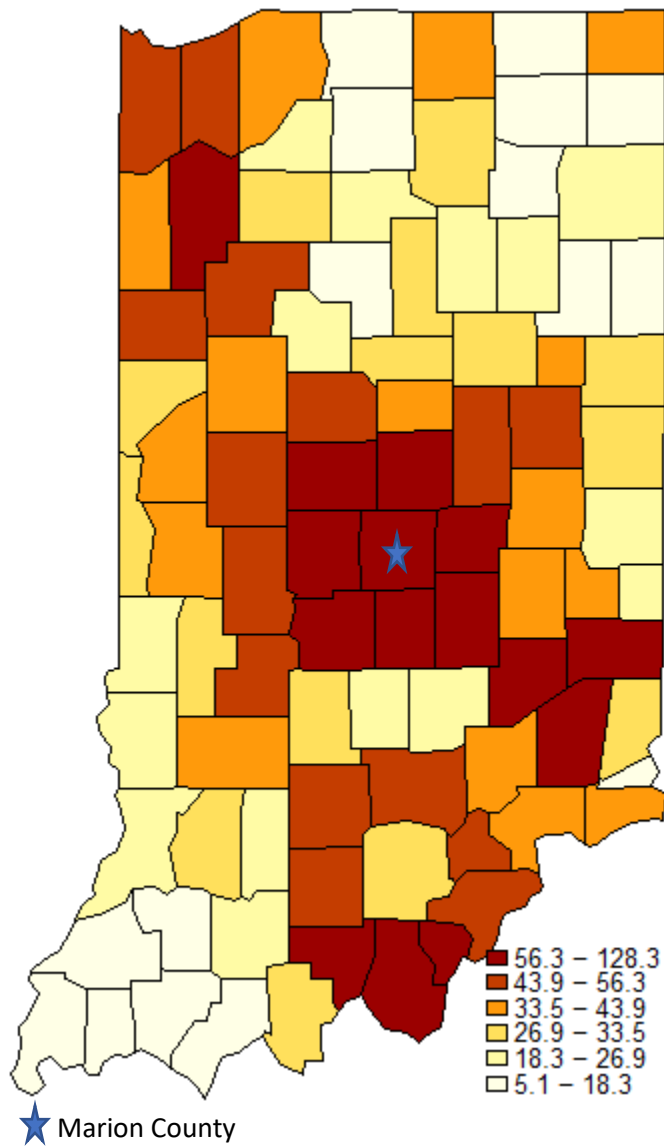 56.3 – 128.3
43.9 – 56.3
33.5 – 43.9
26.9 – 33.5
18.3 – 26.9
5.1 – 18.3
Marion County